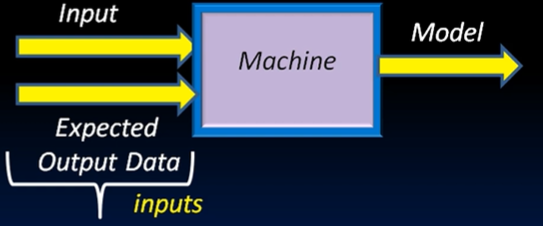 Input
Machine
Model
Expected
Output Data
inputs